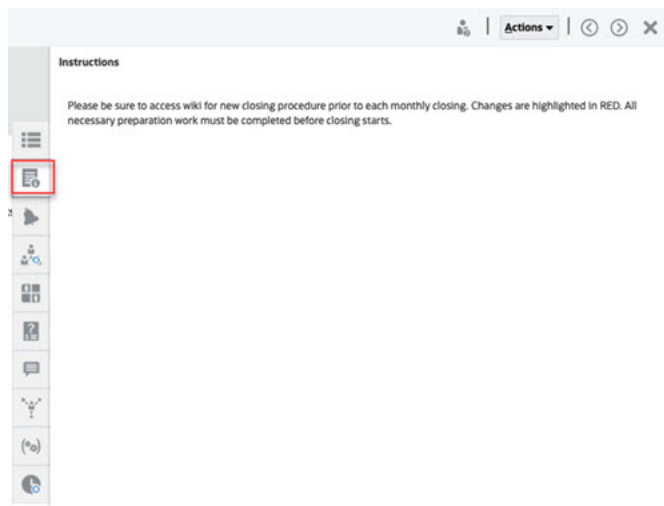 Actions
Instructions
Please be sure to access wiki for new closing procedure prior to each monthly closing. Changes are highlighted in RED. All
necessary preparation work must be completed before closing starts.